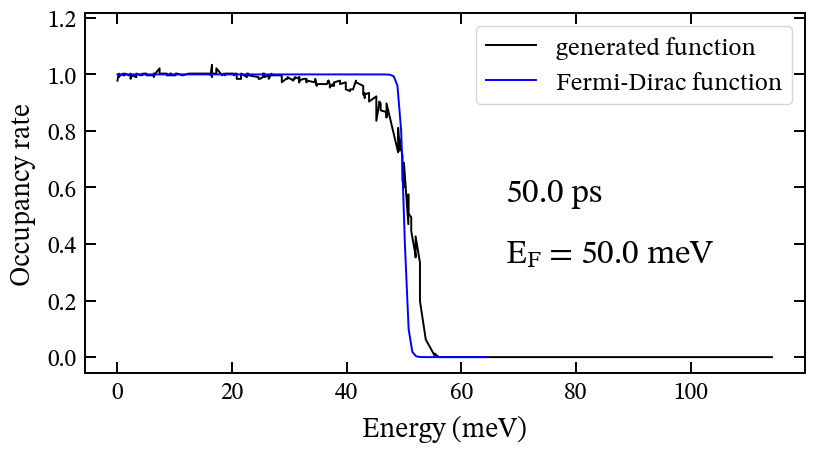 generated function
Fermi-Dirac function
50.0 ps
E_F = 50.0 meV
Occupancy rate
1.2
1.0
0.8
0.6
0.4
0.2
0.0
0 20 40 60 80 100
Energy (meV)